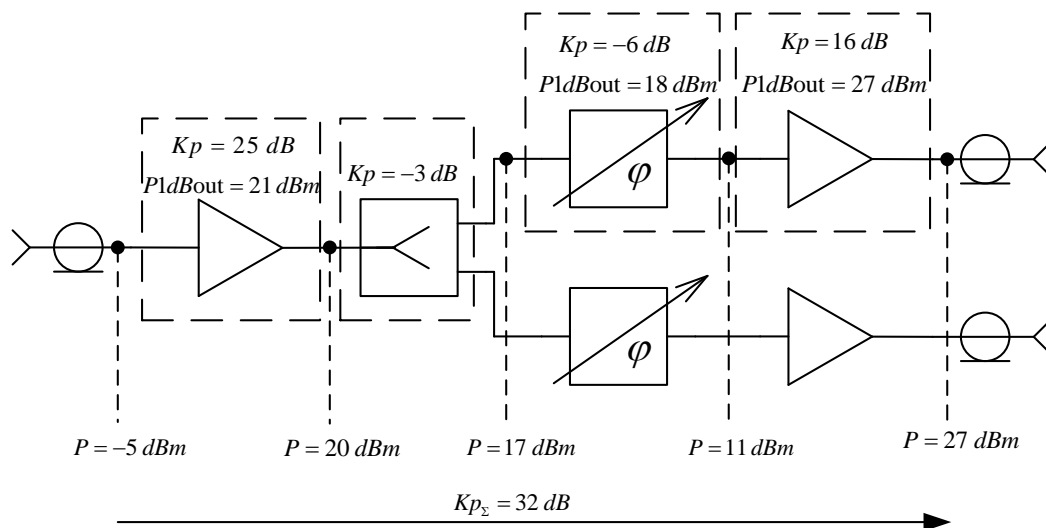 Kp = −6 dB
P1dBout = 18 dBm
Kp = 16 dB
P1dBout = 27 dBm
Kp = 25 dB
P1dBout = 21 dBm
Kp = −3 dB
φ
φ
P = −5 dBm
P = 20 dBm
P = 17 dBm
P = 11 dBm
P = 27 dBm
Kp_Σ = 32 dB